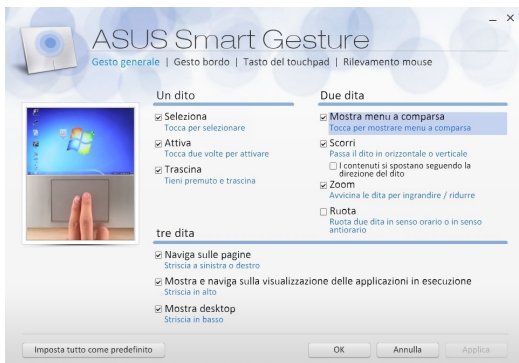 ASUS Smart Gesture
Gesto generale | Gesto bordo | Tasto del touchpad | Rilevamento mouse
Un dito
Seleziona
Tocca per selezionare
Attiva
Tocca due volte per attivare
Trascina
Tieni premuto e trascina
Due dita
Mostra menu a comparsa
Tocca per mostrare menu a comparsa
Scorri
Passa il dito in orizzontale o verticale
I contenuti si spostano seguendo la
direzione del dito
Zoom
Avvicina le dita per ingrandire / ridurre
Ruota
Ruota due dita in senso orario o in senso
antiorario
tre dita
Naviga sulle pagine
Striscia a sinistra o destro
Mostra e naviga sulla visualizzazione delle applicazioni in esecuzione
Striscia in alto
Mostra desktop
Striscia in basso
Imposta tutto come predefinito
OK
Annulla
Applica